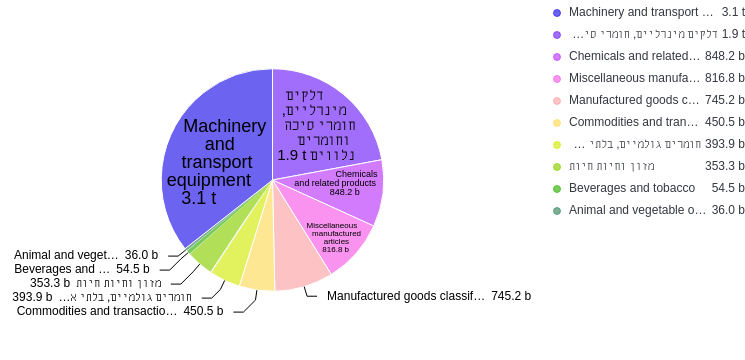 Machinery and transport … 3.1 t
דלקים מינרליים, חומרי סי… 1.9 t
Chemicals and related… 848.2 b
Miscellaneous manufa… 816.8 b
Manufactured goods c… 745.2 b
Commodities and tran… 450.5 b
חומרים גולמיים, בלתי … 393.9 b
מזון וחיות חיות 353.3 b
Beverages and tobacco 54.5 b
Animal and vegetable o… 36.0 b
דלקים
מינרליים,
חומרי סיכה
וחומרים
נלווים 1.9 t
Machinery
and
transport
equipment
3.1 t
Chemicals
and related products
848.2 b
Miscellaneous
manufactured
articles
816.8 b
Animal and veget… 36.0 b
Beverages and … 54.5 b
מזון וחיות חיות 353.3 b
חומרים גולמיים, בלתי א… 393.9 b
Commodities and transactio… 450.5 b
Manufactured goods classif… 745.2 b